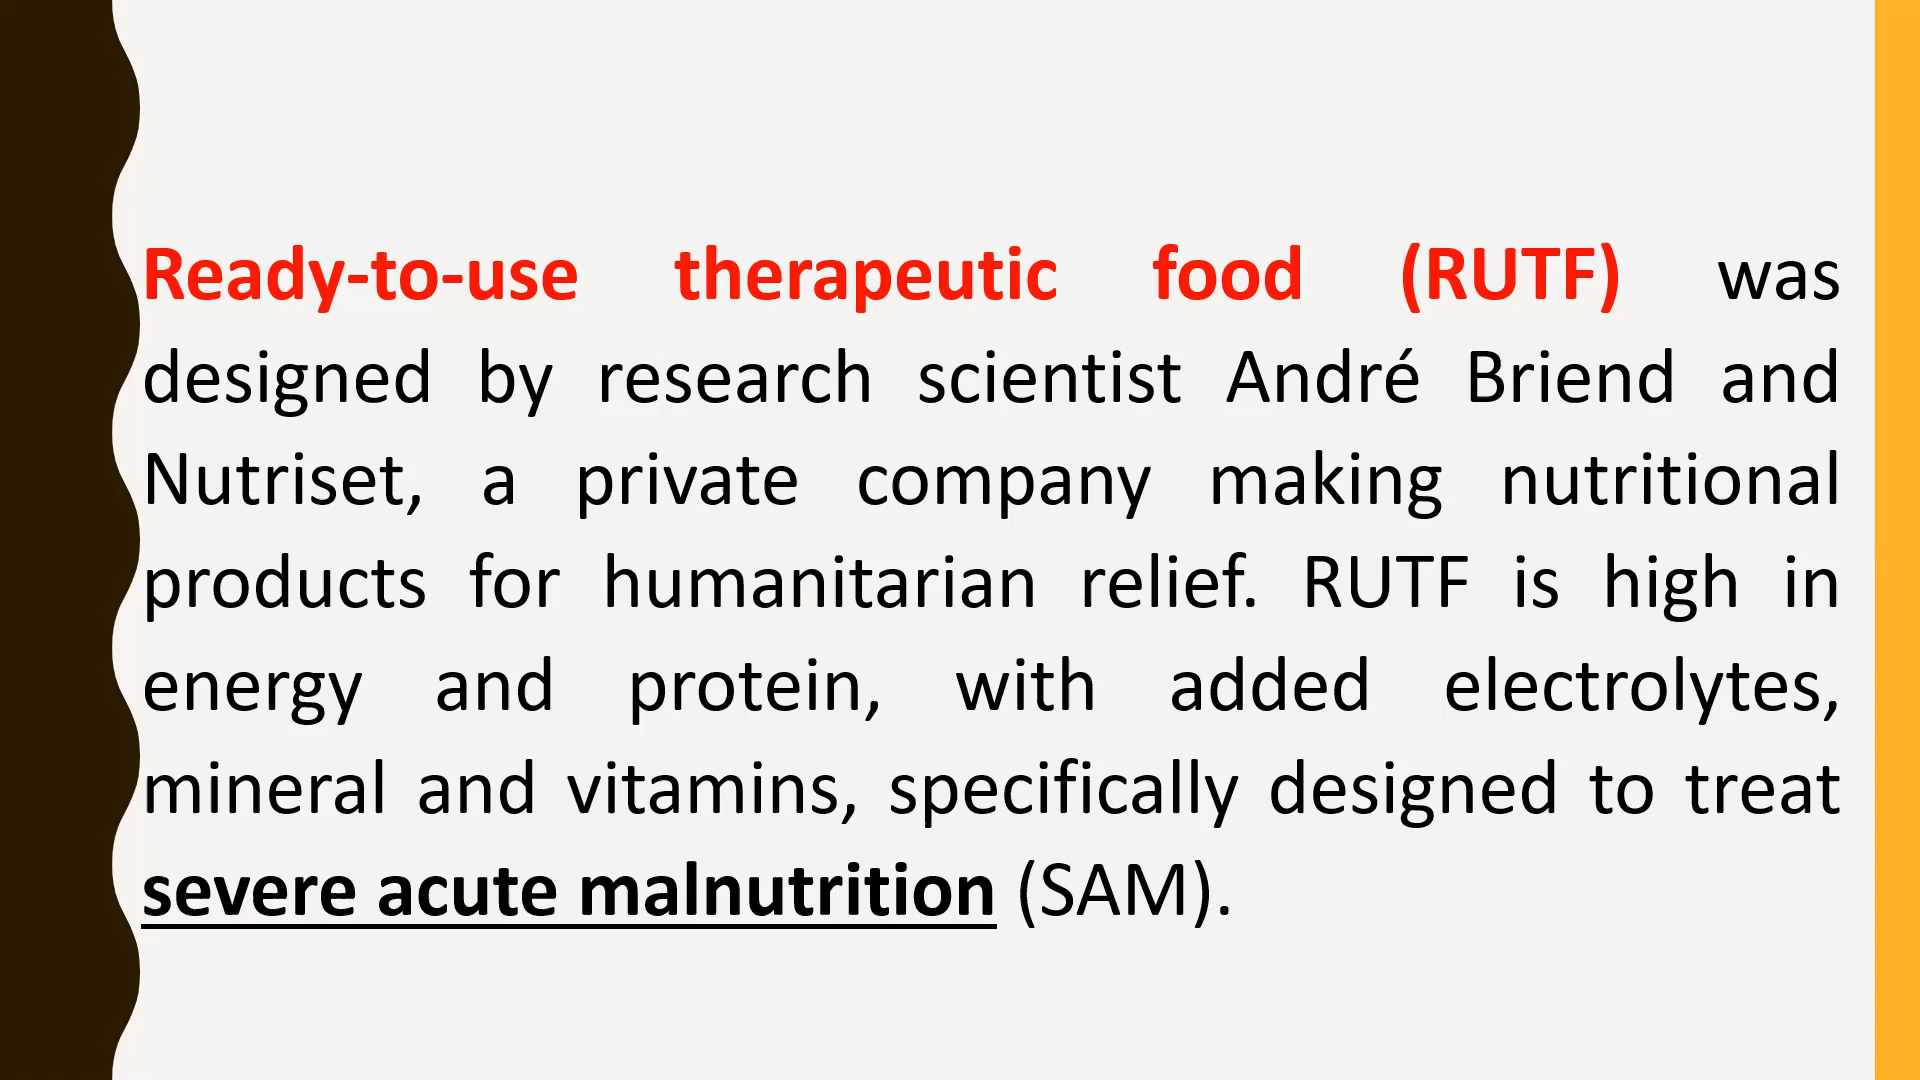 Ready-to-use therapeutic food (RUTF) was
designed by research scientist André Briend and
Nutriset, a private company making nutritional
products for humanitarian relief. RUTF is high in
energy and protein, with added electrolytes,
mineral and vitamins, specifically designed to treat
severe acute malnutrition (SAM).